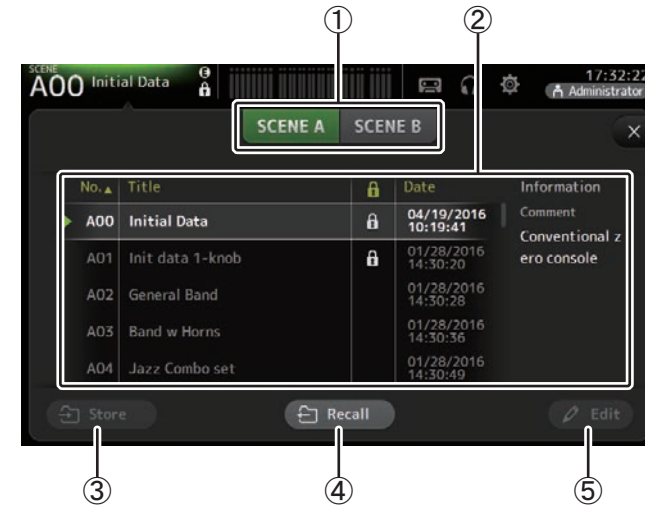 ① ②
SCENE
A00 Initial Data E 17:32:22
Administrator
SCENE A SCENE B ×
No.▲ Title Date Information
A00 Initial Data 04/19/2016
10:19:41
Comment
Conventional z
ero console
A01 Init data 1-knob 01/28/2016
14:30:20
A02 General Band 01/28/2016
14:30:28
A03 Band w Horns 01/28/2016
14:30:36
A04 Jazz Combo set 01/28/2016
14:30:49
Store Recall Edit
③ ④ ⑤